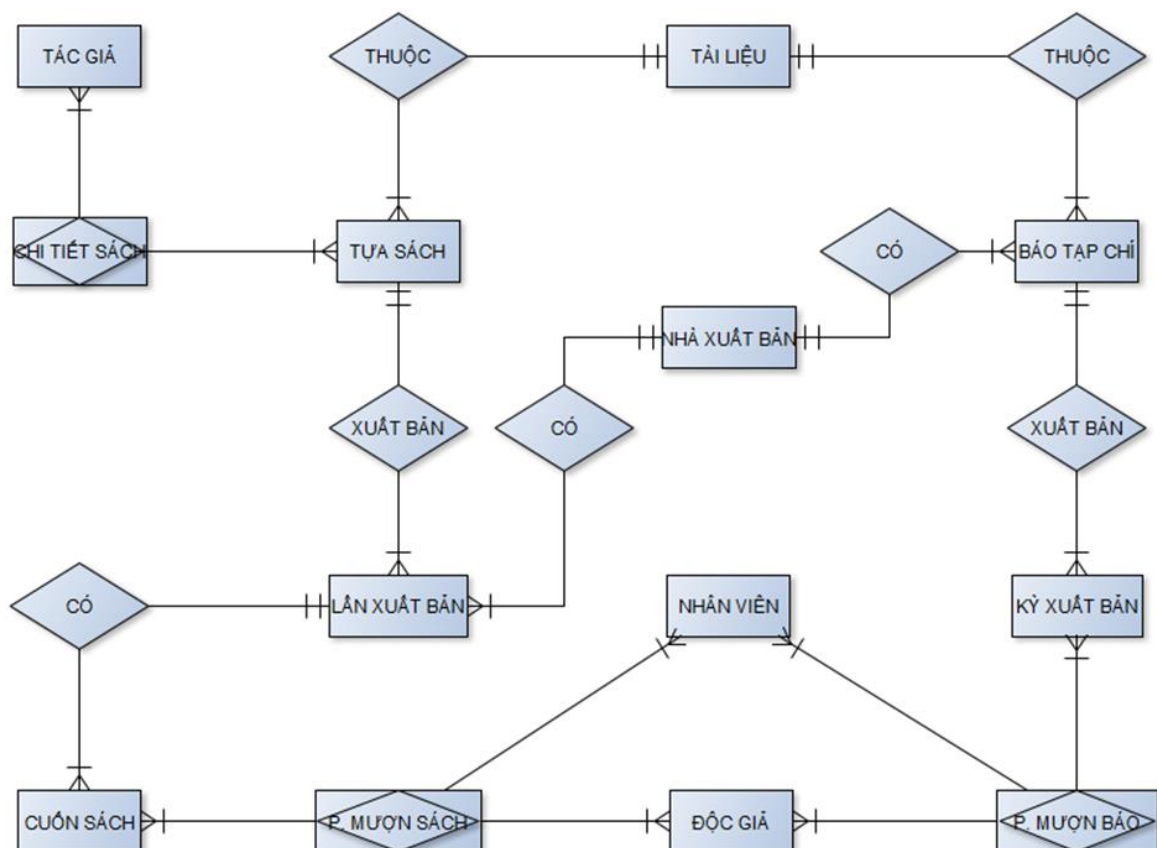 TÁC GIẢ
THUỘC
TÀI LIỆU
THUỘC
CHI TIẾT SÁCH
TỰA SÁCH
CÓ
BÁO TẠP CHÍ
NHÀ XUẤT BẢN
XUẤT BẢN
CÓ
XUẤT BẢN
CÓ
LẦN XUẤT BẢN
NHÂN VIÊN
KỲ XUẤT BẢN
CUỐN SÁCH
P. MƯỢN SÁCH
ĐỘC GIẢ
P. MƯỢN BÁO